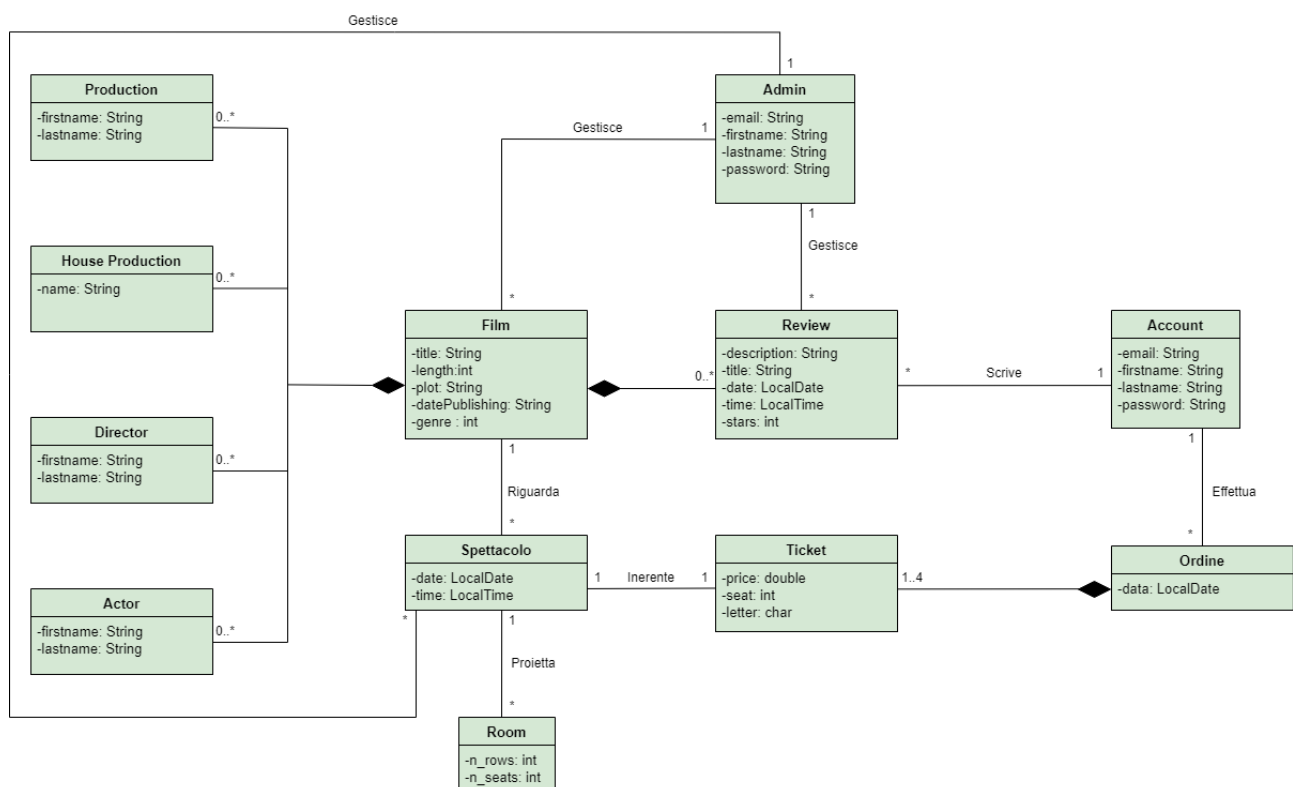 Gestisce
1
Production
-firstname: String
-lastname: String
0..*
Admin
-email: String
-firstname: String
-lastname: String
-password: String
Gestisce
1
1
Gestisce
*
*
House Production
-name: String
0..*
Film
-title: String
-length:int
-plot: String
-datePublishing: String
-genre : int
0..*
Review
-description: String
-title: String
-date: LocalDate
-time: LocalTime
-stars: int
*
Scrive
1
Account
-email: String
-firstname: String
-lastname: String
-password: String
Director
-firstname: String
-lastname: String
0..*
1
Riguarda
*
1
Effettua
*
Spettacolo
-date: LocalDate
-time: LocalTime
1
Inerente
1
Ticket
-price: double
-seat: int
-letter: char
1..4
Ordine
-data: LocalDate
Actor
-firstname: String
-lastname: String
0..*
*
1
Proietta
*
Room
-n_rows: int
-n_seats: int